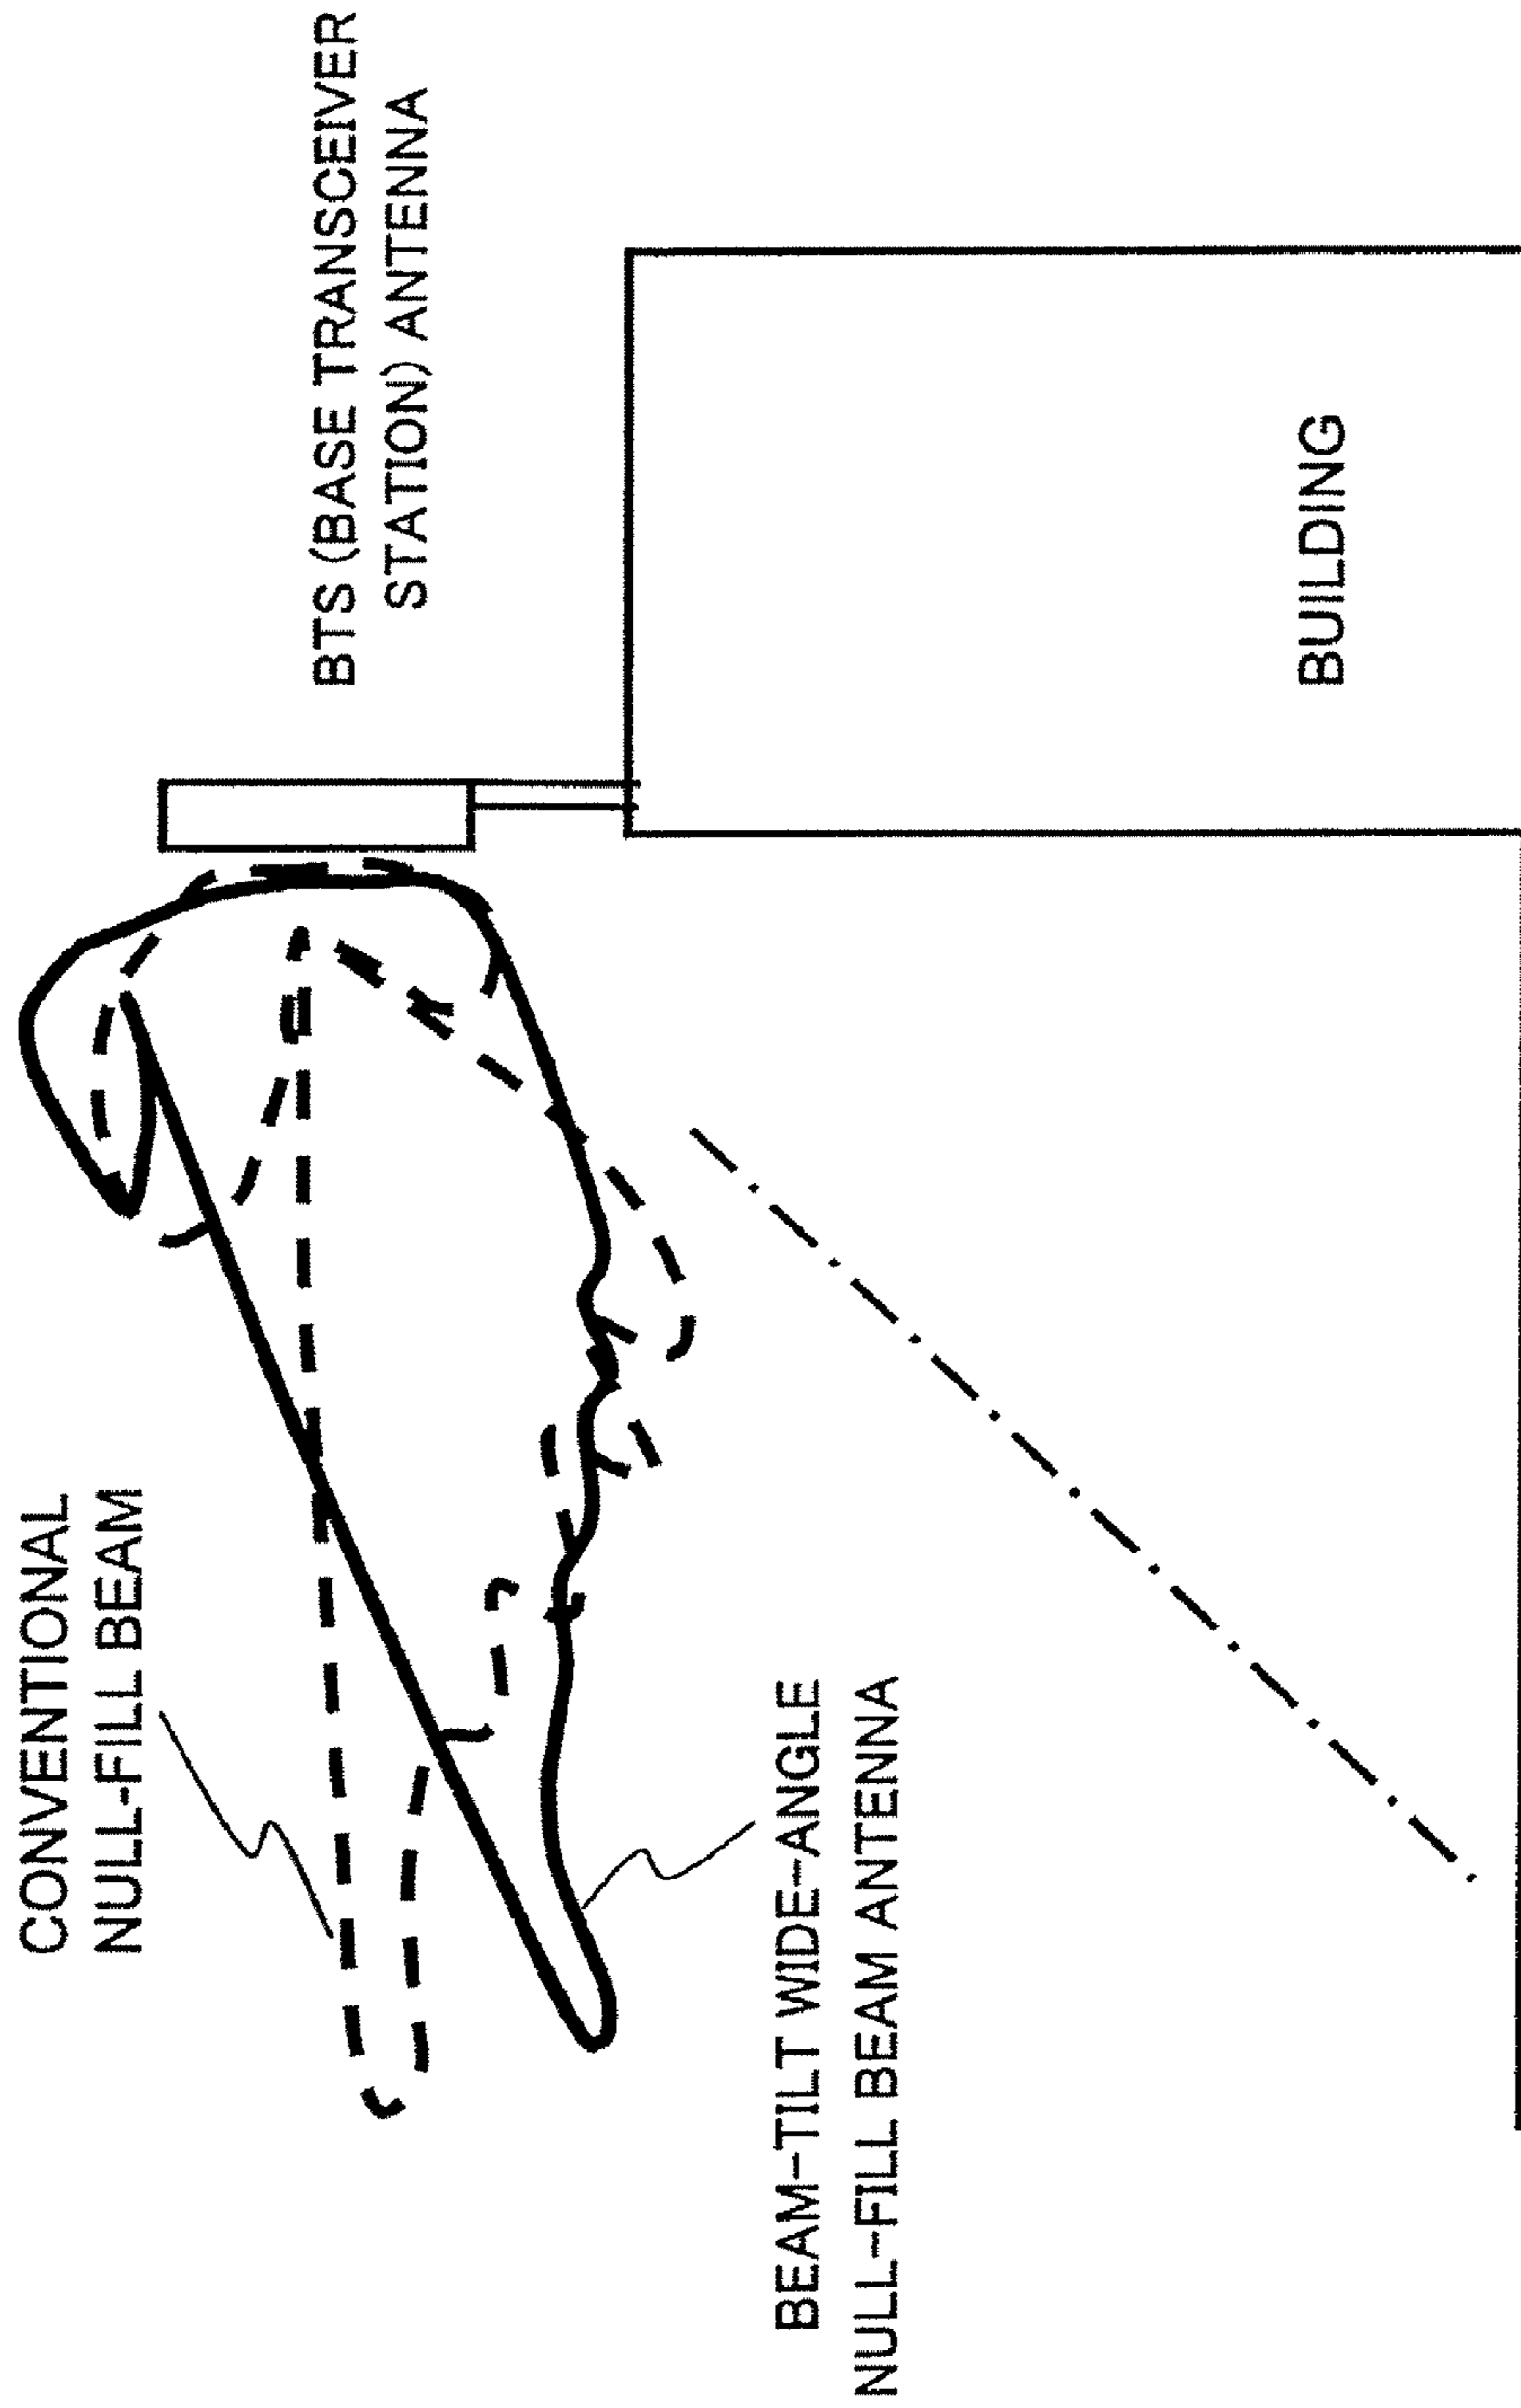 CONVENTIONAL
NULL-FILL BEAM
BTS (BASE TRANSCEIVER
STATION) ANTENNA
BEAM-TILT WIDE-ANGLE
NULL-FILL BEAM ANTENNA
BUILDING